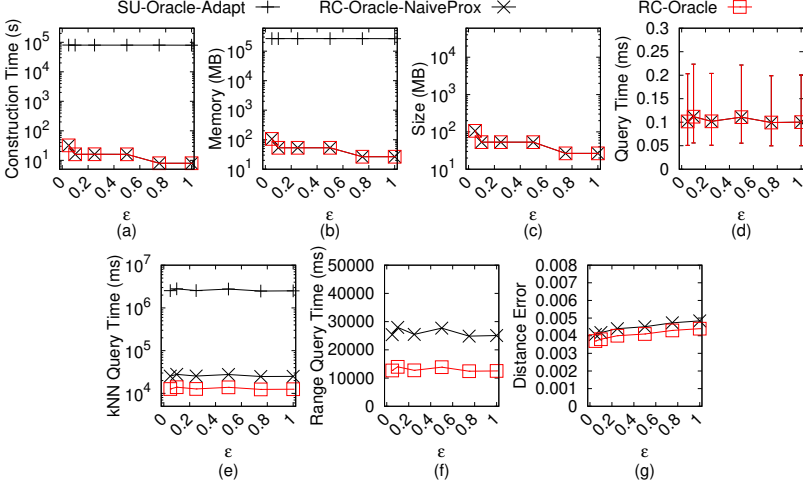 SU-Oracle-Adapt RC-Oracle-NaiveProx RC-Oracle
Construction Time (s)
10^5
10^4
10^3
10^2
10^1
0 0.2 0.4 0.6 0.8 1
ε
(a)
Memory (MB)
10^5
10^4
10^3
10^2
10^1
0 0.2 0.4 0.6 0.8 1
ε
(b)
Size (MB)
10^4
10^3
10^2
10^1
0 0.2 0.4 0.6 0.8 1
ε
(c)
Query Time (ms)
0.3
0.25
0.2
0.15
0.1
0.05
0
0 0.2 0.4 0.6 0.8 1
ε
(d)
kNN Query Time (ms)
10^7
10^6
10^5
10^4
0 0.2 0.4 0.6 0.8 1
ε
(e)
Range Query Time (ms)
50000
40000
30000
20000
10000
0
0 0.2 0.4 0.6 0.8 1
ε
(f)
Distance Error
0.008
0.006
0.005
0.004
0.003
0.001
0
0 0.2 0.4 0.6 0.8 1
ε
(g)